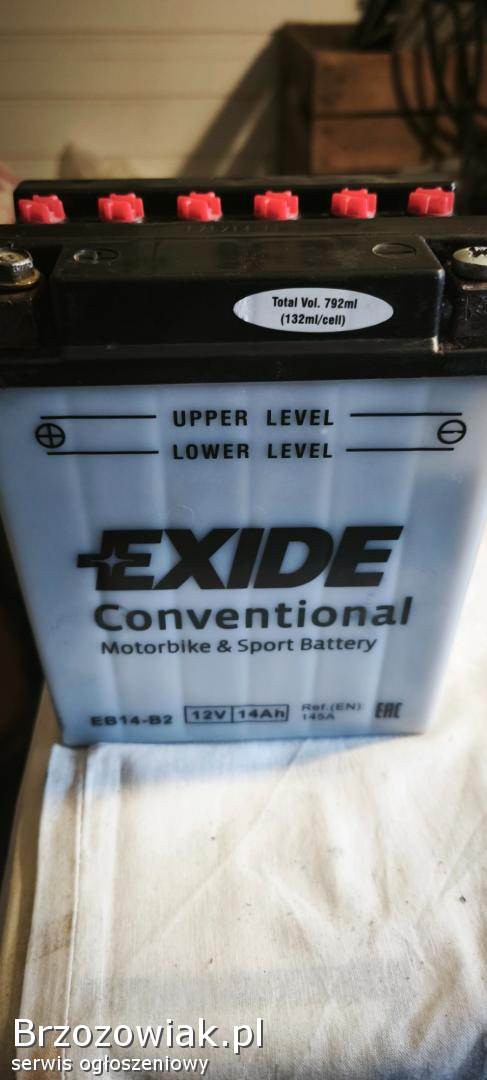 Total Vol. 792ml
(132ml/cell)
UPPER LEVEL
LOWER LEVEL
EXIDE
Conventional
Motorbike & Sport Battery
EB14-B2 12V 14Ah Ref.(EN): 145A EAC
Brzozowiak.pl
serwis ogłoszeniowy